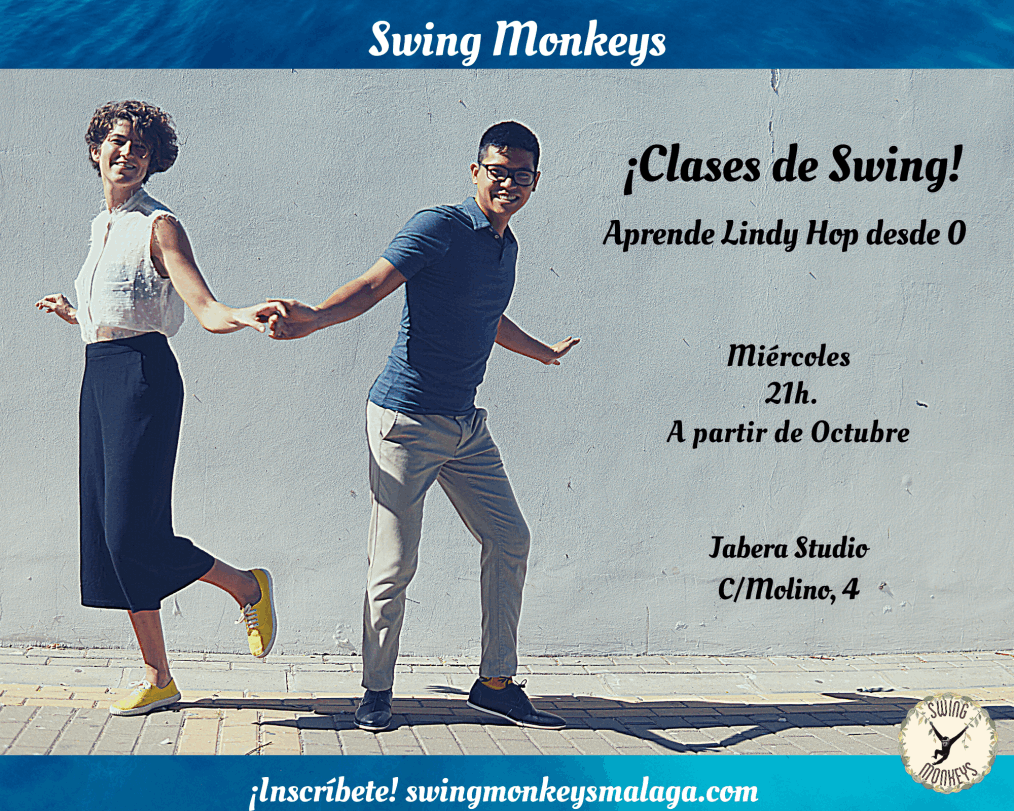 Swing Monkeys
¡Clases de Swing!
Aprende Lindy Hop desde 0
Miércoles
21h.
A partir de Octubre
Jabera Studio
C/Molino, 4
SWING
MONKEYS
¡Inscríbete! swingmonkeysmalaga.com